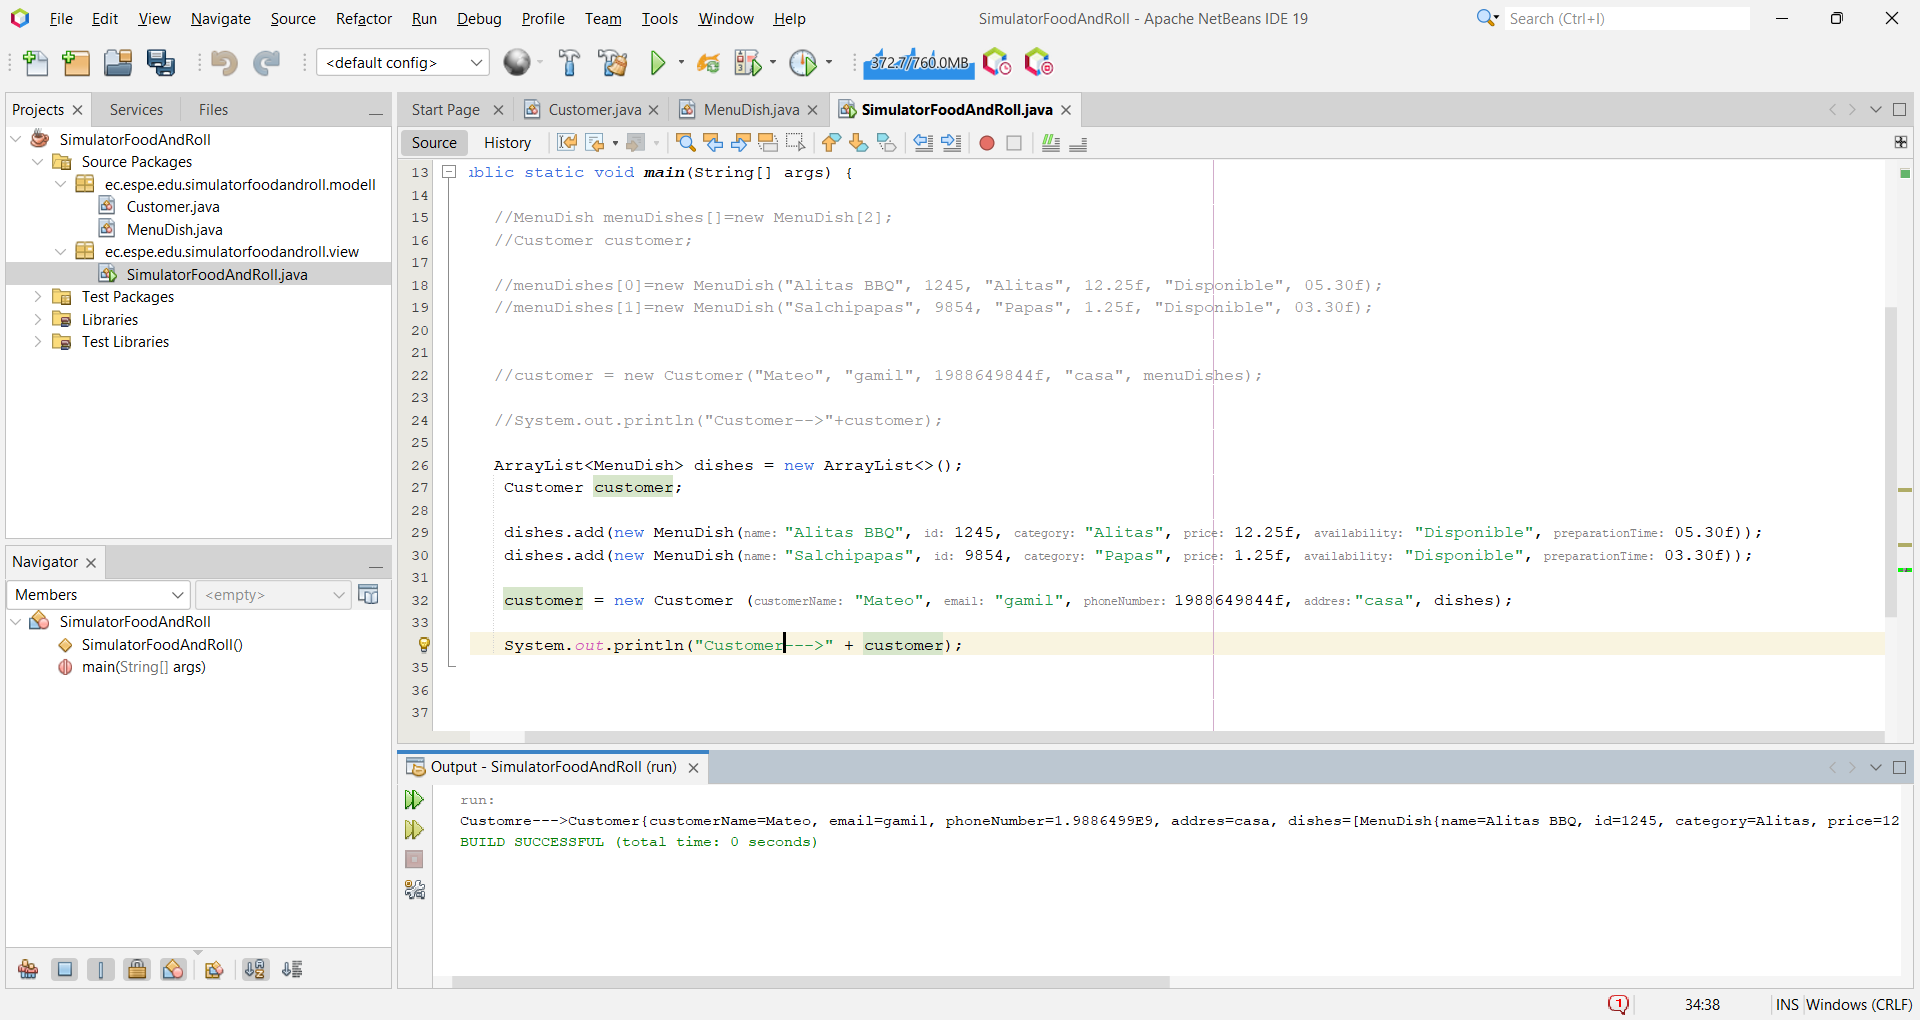 File Edit View Navigate Source Refactor Run Debug Profile Team Tools Window Help
SimulatorFoodAndRoll - Apache NetBeans IDE 19
Search (Ctrl+I)
<default config>
372.7/760.0MB
Projects Services Files
SimulatorFoodAndRoll
Source Packages
ec.espe.edu.simulatorfoodandroll.modell
Customer.java
MenuDish.java
ec.espe.edu.simulatorfoodandroll.view
SimulatorFoodAndRoll.java
Test Packages
Libraries
Test Libraries
Navigator
Members <empty>
SimulatorFoodAndRoll
SimulatorFoodAndRoll()
main(String[] args)
Start Page Customer.java MenuDish.java SimulatorFoodAndRoll.java
Source History
13 ublic static void main(String[] args) {
14
15 //MenuDish menuDishes[]=new MenuDish[2];
16 //Customer customer;
17
18 //menuDishes[0]=new MenuDish("Alitas BBQ", 1245, "Alitas", 12.25f, "Disponible", 05.30f);
19 //menuDishes[1]=new MenuDish("Salchipapas", 9854, "Papas", 1.25f, "Disponible", 03.30f);
20
21
22 //customer = new Customer("Mateo", "gamil", 1988649844f, "casa", menuDishes);
23
24 //System.out.println("Customer-->"+customer);
25
26 ArrayList<MenuDish> dishes = new ArrayList<>();
27 Customer customer;
28
29 dishes.add(new MenuDish(name: "Alitas BBQ", id: 1245, category: "Alitas", price: 12.25f, availability: "Disponible", preparationTime: 05.30f));
30 dishes.add(new MenuDish(name: "Salchipapas", id: 9854, category: "Papas", price: 1.25f, availability: "Disponible", preparationTime: 03.30f));
31
32 customer = new Customer (customerName: "Mateo", email: "gamil", phoneNumber: 1988649844f, addres:"casa", dishes);
33
System.out.println("Customer--->" + customer);
35
36
37
Output - SimulatorFoodAndRoll (run)
run:
Customre--->Customer{customerName=Mateo, email=gamil, phoneNumber=1.9886499E9, addres=casa, dishes=[MenuDish{name=Alitas BBQ, id=1245, category=Alitas, price=12
BUILD SUCCESSFUL (total time: 0 seconds)
1 34:38 INS Windows (CRLF)